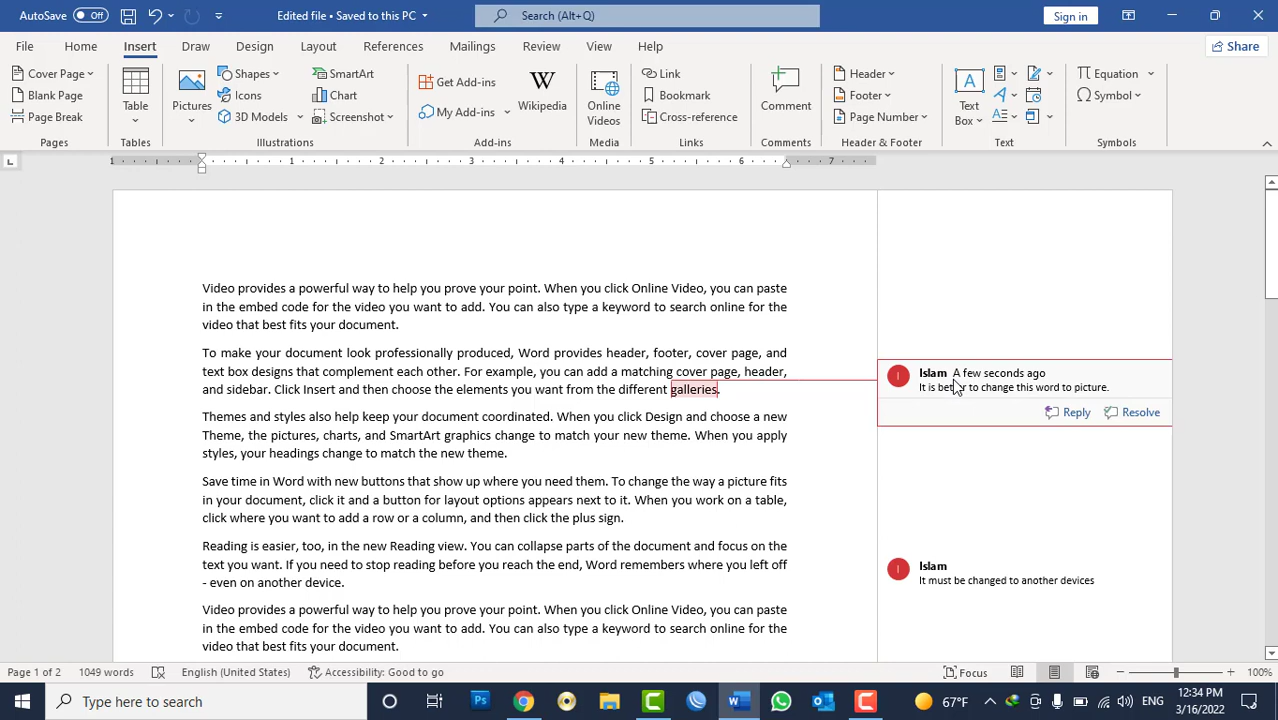 AutoSave Off Edited file • Saved to this PC Search (Alt+Q) Sign in
File Home Insert Draw Design Layout References Mailings Review View Help Share
Cover Page
Blank Page
Page Break
Pages
Table
Tables
Pictures
Shapes
Icons
3D Models
SmartArt
Chart
Screenshot
Illustrations
Get Add-ins
My Add-ins
Wikipedia
Add-ins
Online
Videos
Media
Link
Bookmark
Cross-reference
Links
Comment
Comments
Header
Footer
Page Number
Header & Footer
Text
Box
Text
Equation
Symbol
Symbols
1 1 2 3 4 5 6 7
Video provides a powerful way to help you prove your point. When you click Online Video, you can paste
in the embed code for the video you want to add. You can also type a keyword to search online for the
video that best fits your document.
To make your document look professionally produced, Word provides header, footer, cover page, and
text box designs that complement each other. For example, you can add a matching cover page, header,
and sidebar. Click Insert and then choose the elements you want from the different galleries.
Themes and styles also help keep your document coordinated. When you click Design and choose a new
Theme, the pictures, charts, and SmartArt graphics change to match your new theme. When you apply
styles, your headings change to match the new theme.
Save time in Word with new buttons that show up where you need them. To change the way a picture fits
in your document, click it and a button for layout options appears next to it. When you work on a table,
click where you want to add a row or a column, and then click the plus sign.
Reading is easier, too, in the new Reading view. You can collapse parts of the document and focus on the
text you want. If you need to stop reading before you reach the end, Word remembers where you left off
- even on another device.
Video provides a powerful way to help you prove your point. When you click Online Video, you can paste
in the embed code for the video you want to add. You can also type a keyword to search online for the
video that best fits your document.
I Islam A few seconds ago
It is better to change this word to picture.
Reply Resolve
I Islam
It must be changed to another devices
Page 1 of 2 1049 words English (United States) Accessibility: Good to go Focus 100%
Type here to search Ps 67°F ENG 12:34 PM
3/16/2022